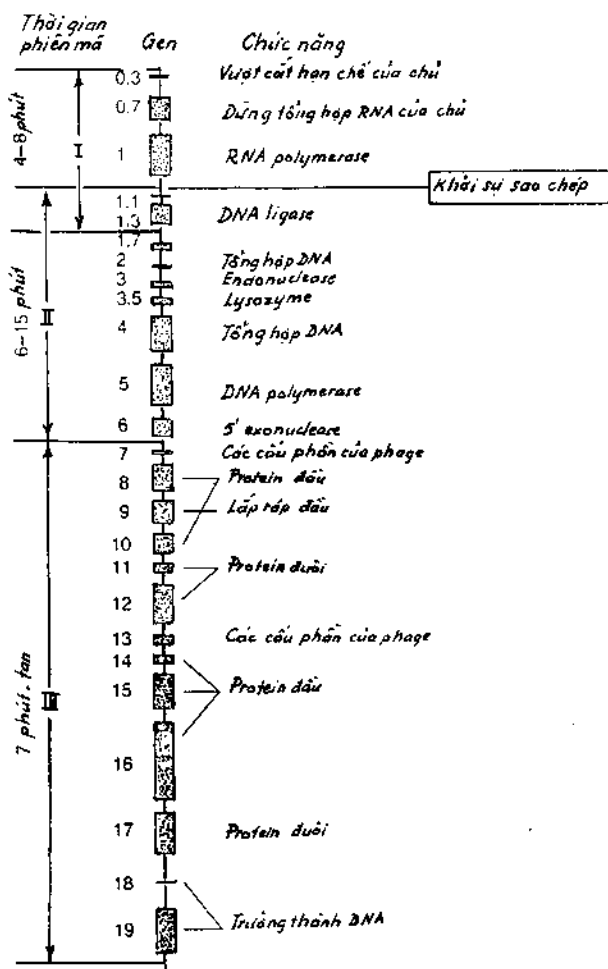 Thời gian phiên mã
Gen
Chức năng
4-8 phút
I
0.3 Vượt cắt hạn chế của chủ
0.7 Dừng tổng hợp RNA của chủ
1 RNA polymerase
Khởi sự sao chép
1.1
1.3 DNA ligase
6-15 phút
II
1.7
2 Tổng hợp DNA
3 Endonuclease
3.5 Lysozyme
4 Tổng hợp DNA
5 DNA polymerase
6 5' exonuclease
7 phút - tan
III
7 Các cấu phần của phage
8 Protein đầu
9 Lắp ráp đầu
10
11 Protein đuôi
12
13 Các cấu phần của phage
14
15 Protein đầu
16
17 Protein đuôi
18
19 Trưởng thành DNA